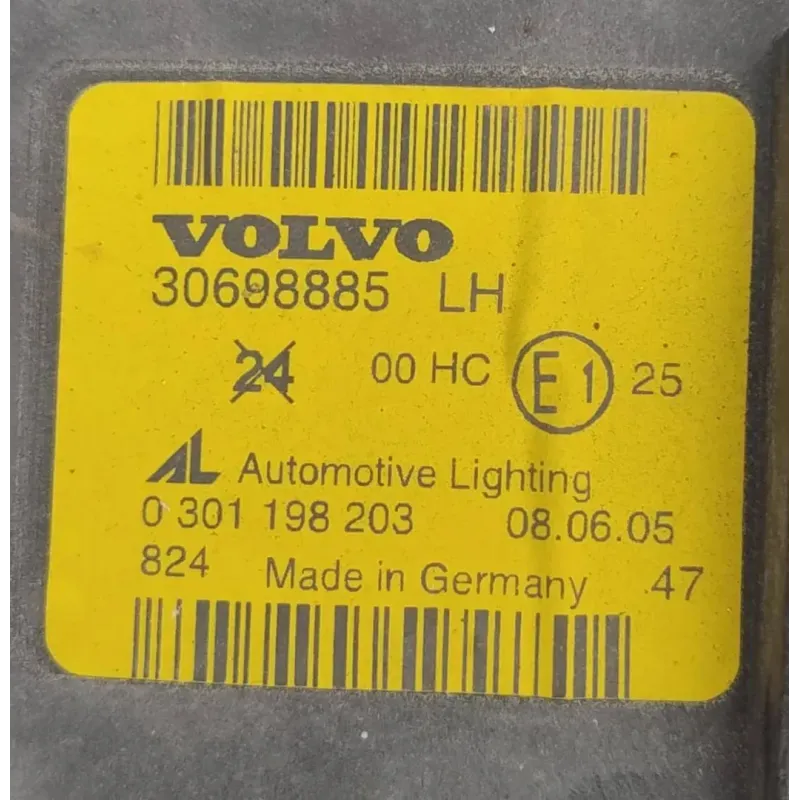 VOLVO
30698885 LH
24 00 HC E1 25
AL Automotive Lighting
0 301 198 203 08.06.05
824 Made in Germany 47